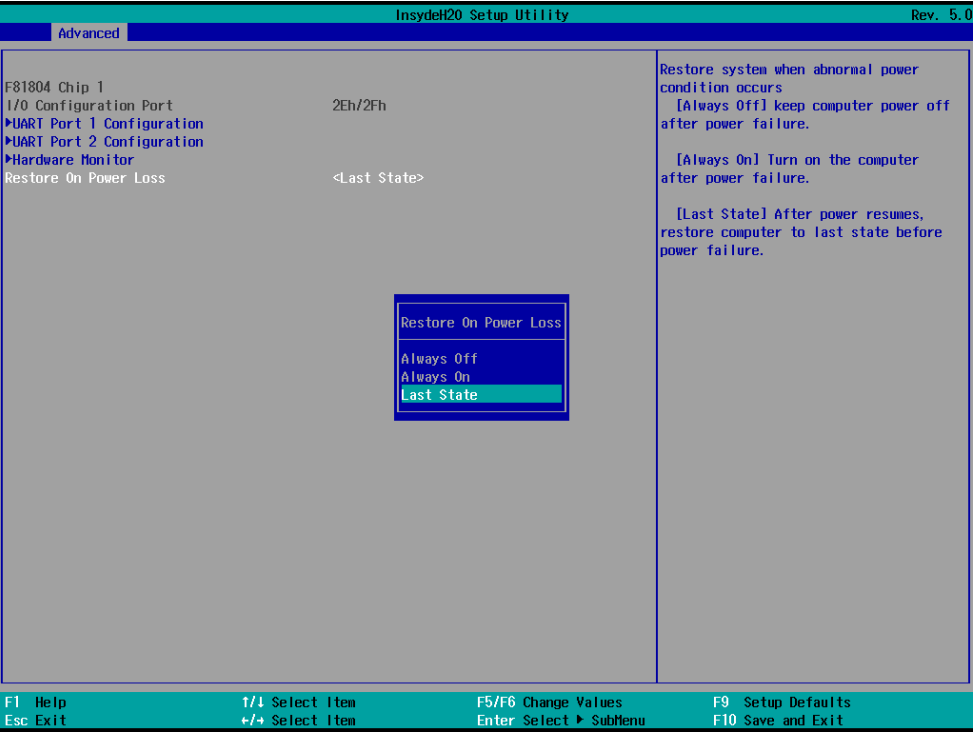 InsydeH20 Setup Utility Rev. 5.0
Advanced
F81804 Chip 1
I/O Configuration Port 2Eh/2Fh
▶UART Port 1 Configuration
▶UART Port 2 Configuration
▶Hardware Monitor
Restore On Power Loss <Last State>
Restore system when abnormal power
condition occurs
[Always Off] keep computer power off
after power failure.
[Always On] Turn on the computer
after power failure.
[Last State] After power resumes,
restore computer to last state before
power failure.
Restore On Power Loss
Always Off
Always On
Last State
F1 Help ↑/↓ Select Item F5/F6 Change Values F9 Setup Defaults
Esc Exit ←/→ Select Item Enter Select ▶ SubMenu F10 Save and Exit